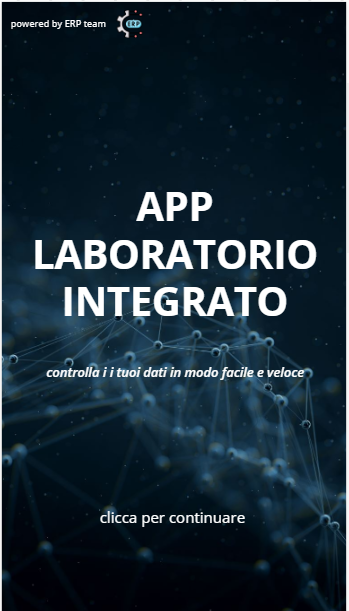 powered by ERP team
ERP
APP
LABORATORIO
INTEGRATO
controlla i i tuoi dati in modo facile e veloce
clicca per continuare